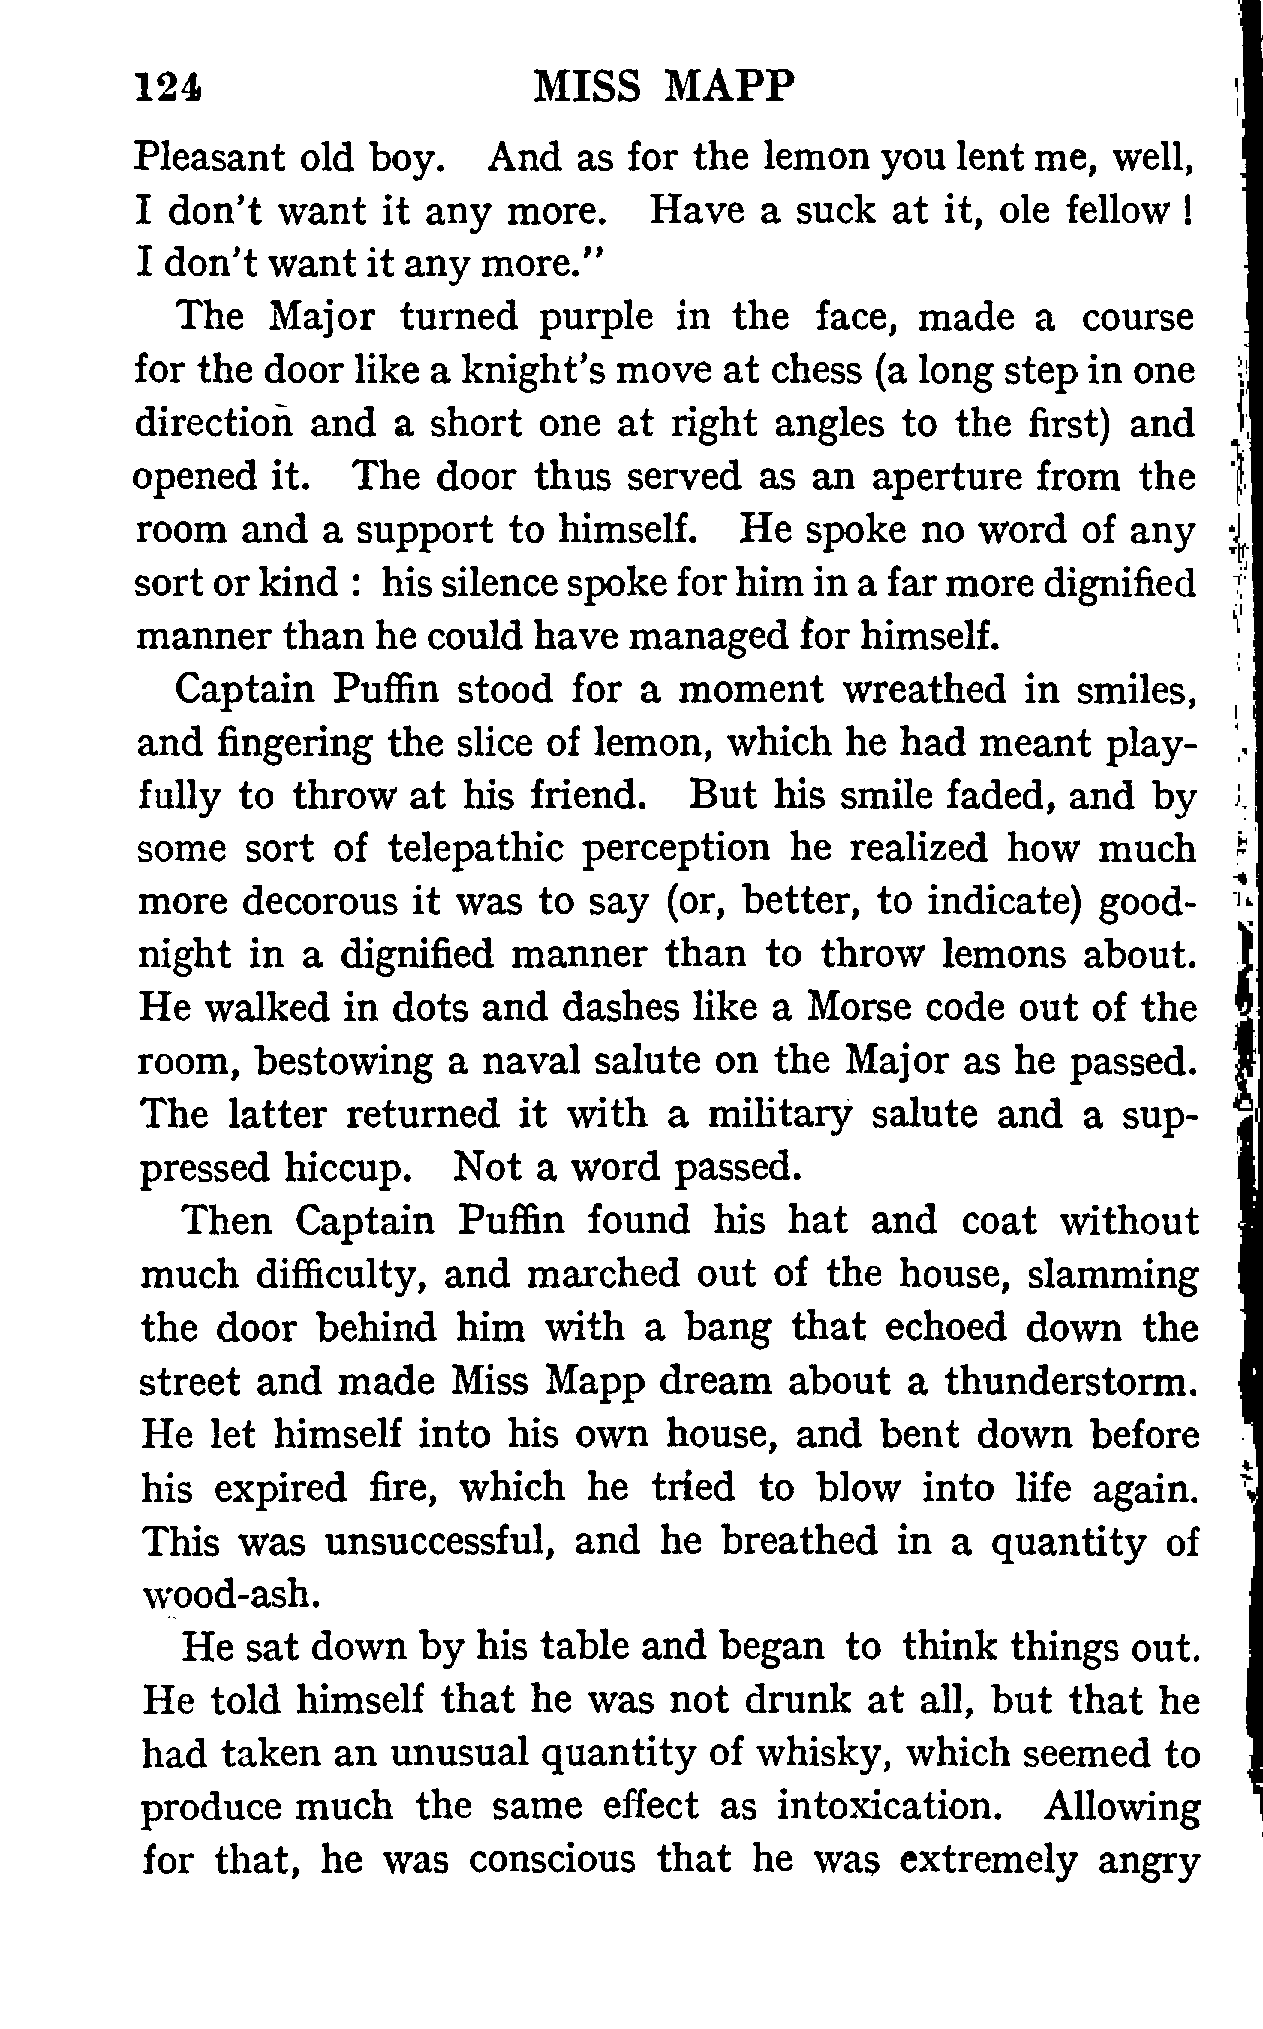 124 MISS MAPP
Pleasant old boy. And as for the lemon you lent me, well,
I don't want it any more. Have a suck at it, ole fellow !
I don't want it any more."
The Major turned purple in the face, made a course
for the door like a knight's move at chess (a long step in one
direction and a short one at right angles to the first) and
opened it. The door thus served as an aperture from the
room and a support to himself. He spoke no word of any
sort or kind : his silence spoke for him in a far more dignified
manner than he could have managed for himself.
Captain Puffin stood for a moment wreathed in smiles,
and fingering the slice of lemon, which he had meant play-
fully to throw at his friend. But his smile faded, and by
some sort of telepathic perception he realized how much
more decorous it was to say (or, better, to indicate) good-
night in a dignified manner than to throw lemons about.
He walked in dots and dashes like a Morse code out of the
room, bestowing a naval salute on the Major as he passed.
The latter returned it with a military salute and a sup-
pressed hiccup. Not a word passed.
Then Captain Puffin found his hat and coat without
much difficulty, and marched out of the house, slamming
the door behind him with a bang that echoed down the
street and made Miss Mapp dream about a thunderstorm.
He let himself into his own house, and bent down before
his expired fire, which he tried to blow into life again.
This was unsuccessful, and he breathed in a quantity of
wood-ash.
He sat down by his table and began to think things out.
He told himself that he was not drunk at all, but that he
had taken an unusual quantity of whisky, which seemed to
produce much the same effect as intoxication. Allowing
for that, he was conscious that he was extremely angry